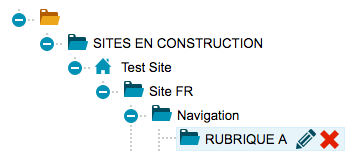 SITES EN CONSTRUCTION
Test Site
Site FR
Navigation
RUBRIQUE A